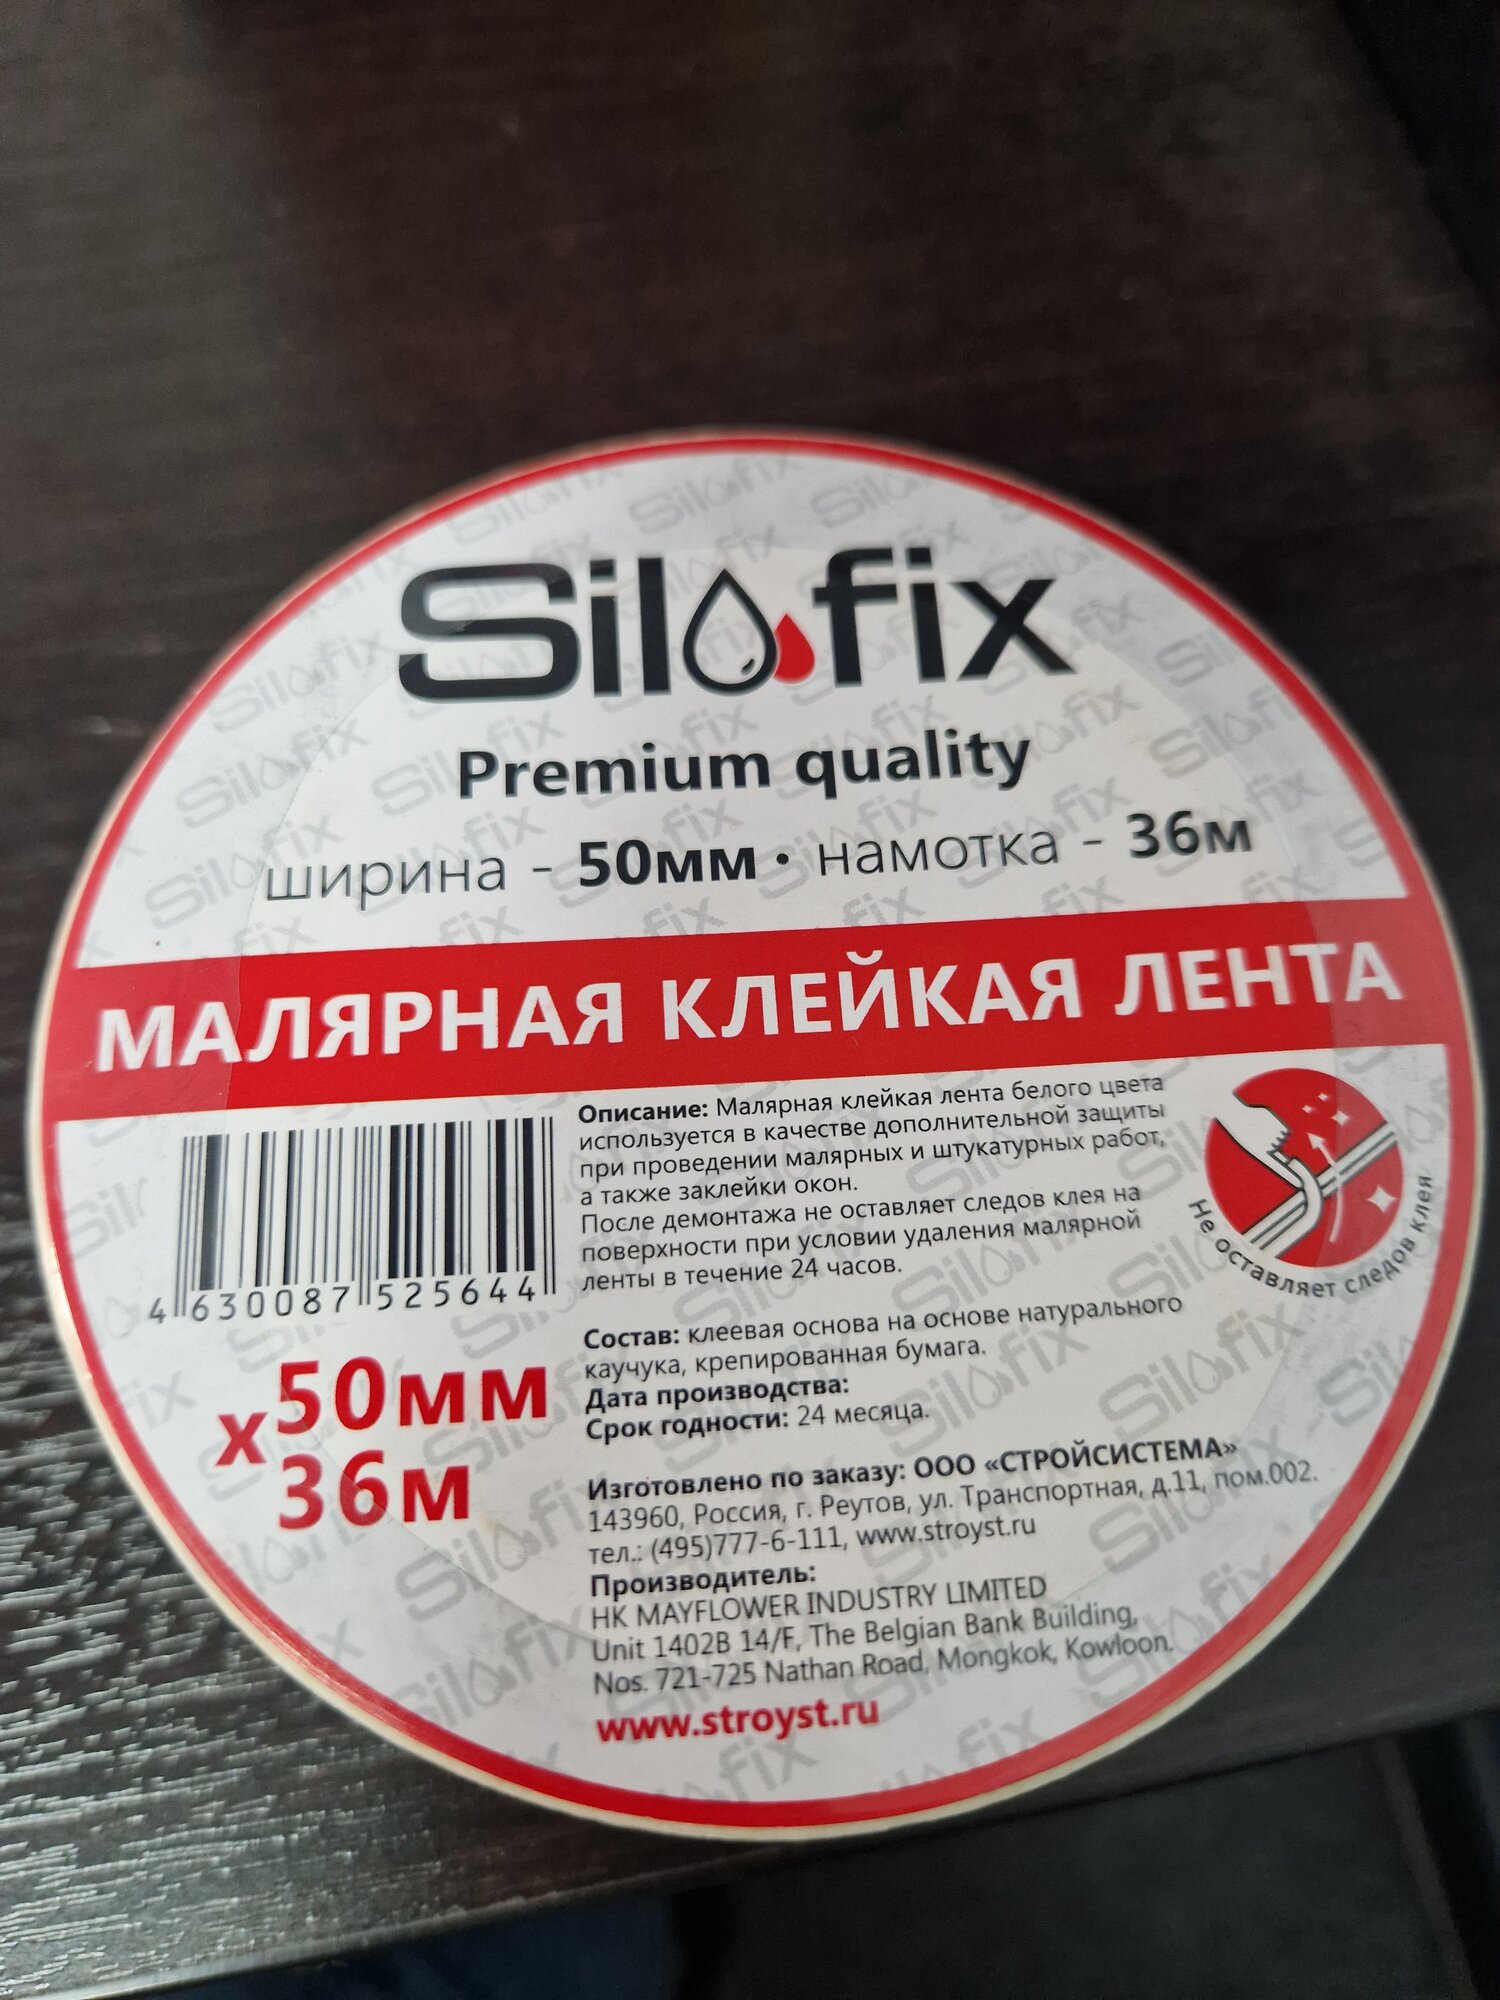 Silofix
Premium quality
ширина - 50мм • намотка - 36м
МАЛЯРНАЯ КЛЕЙКАЯ ЛЕНТА
Описание: Малярная клейкая лента белого цвета
используется в качестве дополнительной защиты
при проведении малярных и штукатурных работ,
а также заклейки окон.
После демонтажа не оставляет следов клея на
поверхности при условии удаления малярной
ленты в течение 24 часов.
Не оставляет следов клея
4 630087 525644
х 50мм
36м
Состав: клеевая основа на основе натурального
каучука, крепированная бумага.
Дата производства:
Срок годности: 24 месяца.
Изготовлено по заказу: ООО «СТРОЙСИСТЕМА»
143960, Россия, г. Реутов, ул. Транспортная, д.11, пом.002.
тел.: (495)777-6-111, www.stroyst.ru
Производитель:
HK MAYFLOWER INDUSTRY LIMITED
Unit 1402B 14/F, The Belgian Bank Building,
Nos. 721-725 Nathan Road, Mongkok, Kowloon.
www.stroyst.ru